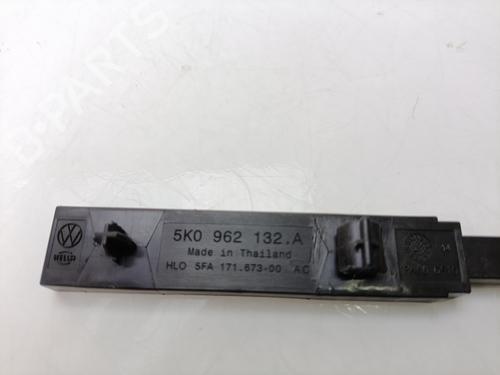 B-PARTS
HELLA
5K0 962 132.A
Made in Thailand
HLO 5FA 171.673-00 AC